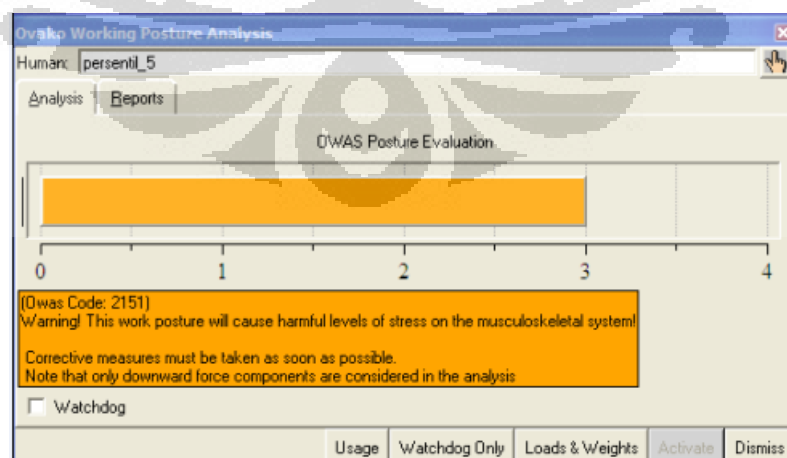 Ovako Working Posture Analysis
Human: persentil_5
Analysis Reports
OWAS Posture Evaluation
0 1 2 3 4
(Owas Code: 2151)
Warning! This work posture will cause harmful levels of stress on the musculoskeletal system!
Corrective measures must be taken as soon as possible.
Note that only downward force components are considered in the analysis
Watchdog
Usage Watchdog Only Loads & Weights Activate Dismiss